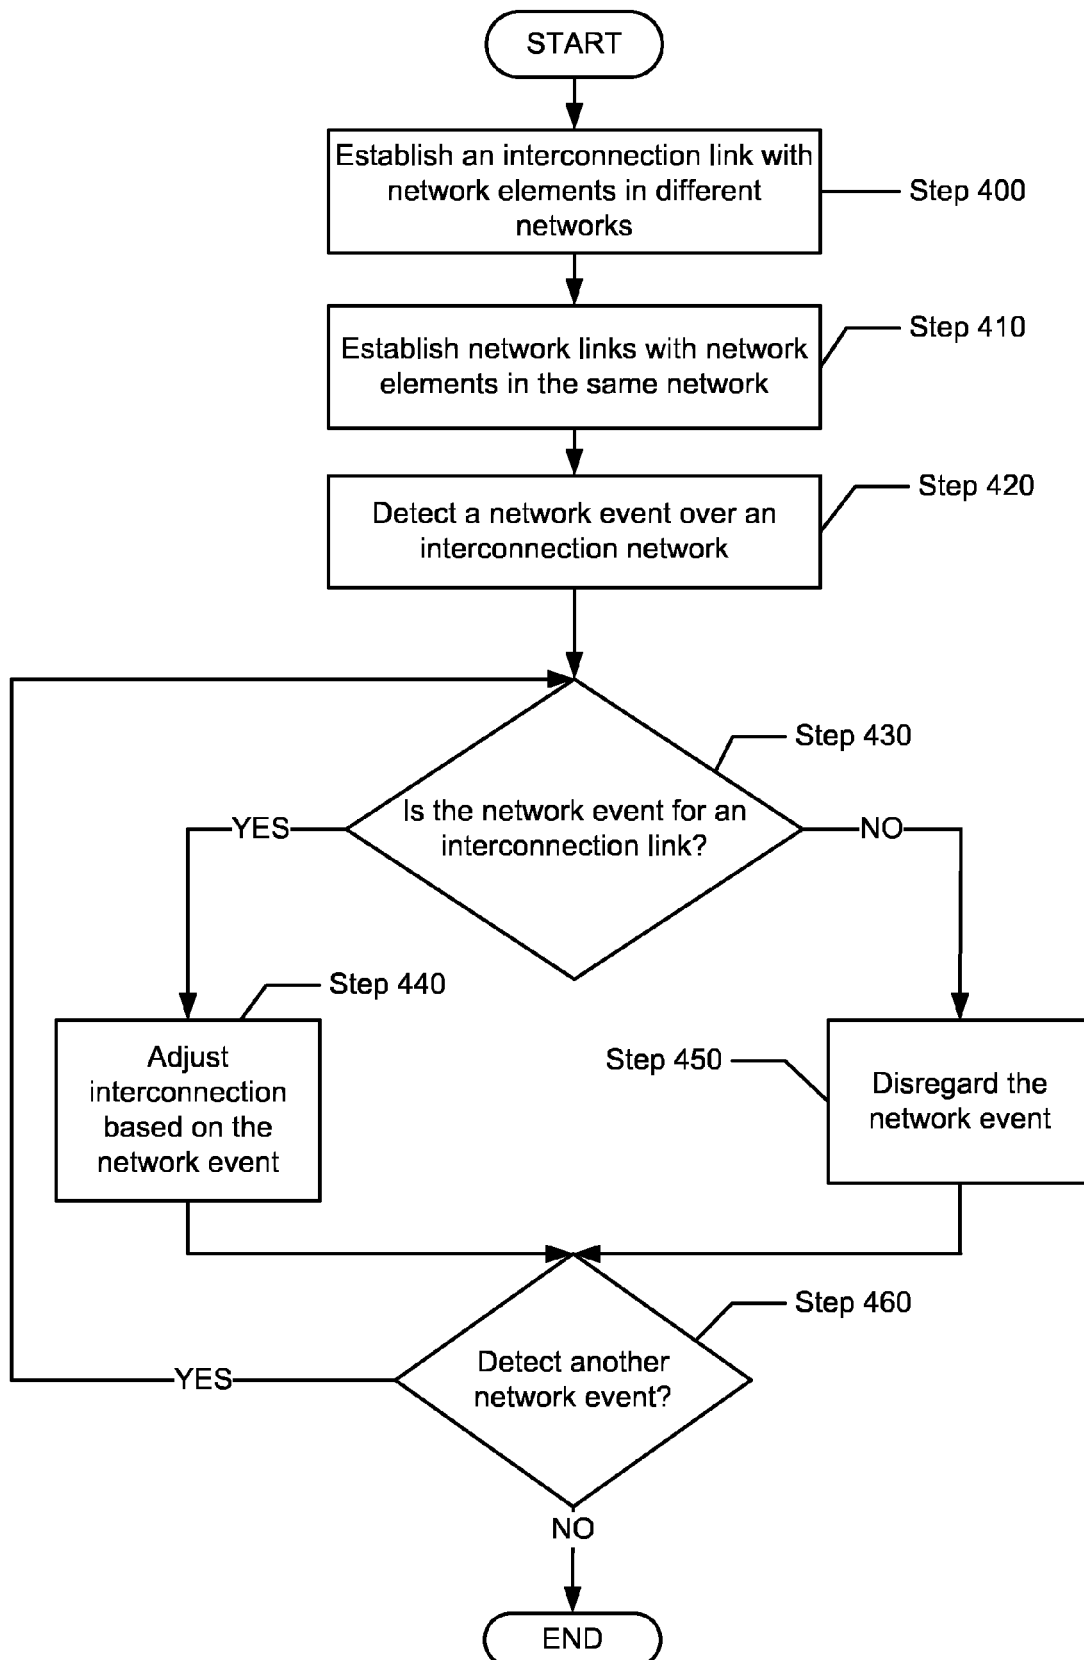 START
Establish an interconnection link with
network elements in different
networks
Step 400
Establish network links with network
elements in the same network
Step 410
Detect a network event over an
interconnection network
Step 420
Step 430
Is the network event for an
interconnection link?
YES
NO
Step 440
Adjust
interconnection
based on the
network event
Step 450
Disregard the
network event
Step 460
Detect another
network event?
YES
NO
END